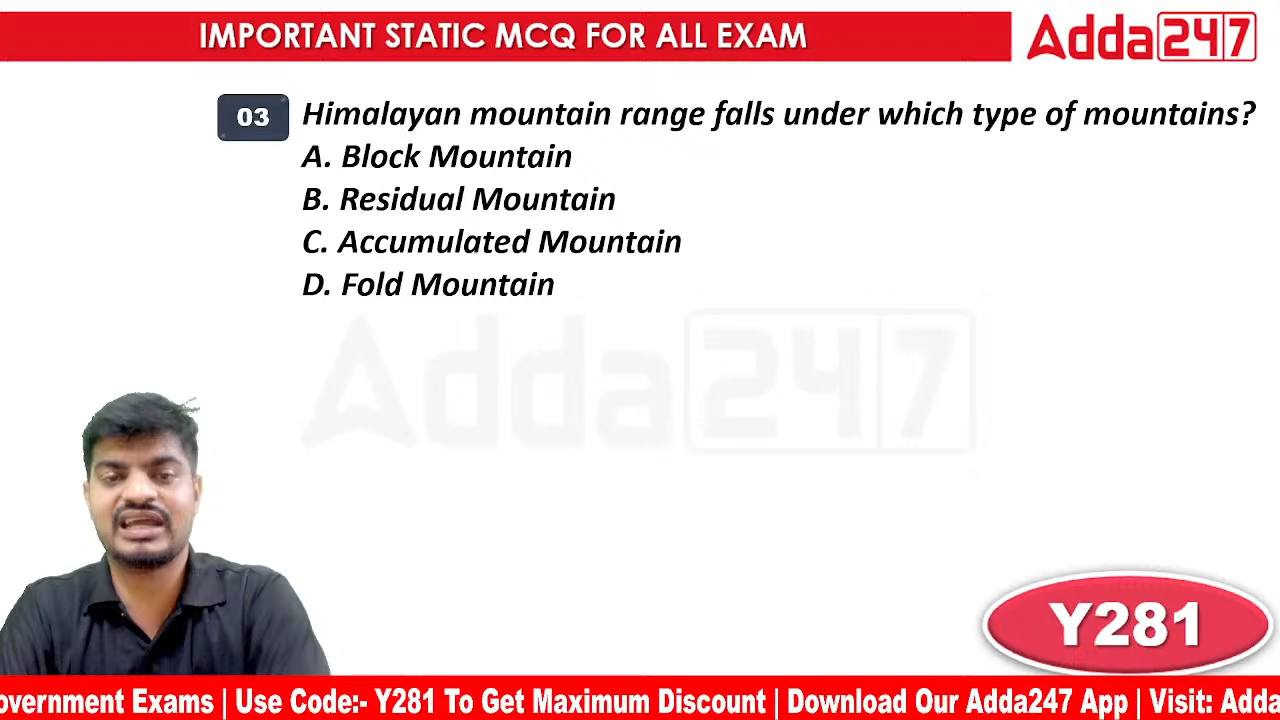 IMPORTANT STATIC MCQ FOR ALL EXAM
Adda247
03
Himalayan mountain range falls under which type of mountains?
A. Block Mountain
B. Residual Mountain
C. Accumulated Mountain
D. Fold Mountain
Adda247
Y281
overnment Exams | Use Code:- Y281 To Get Maximum Discount | Download Our Adda247 App | Visit: Adda